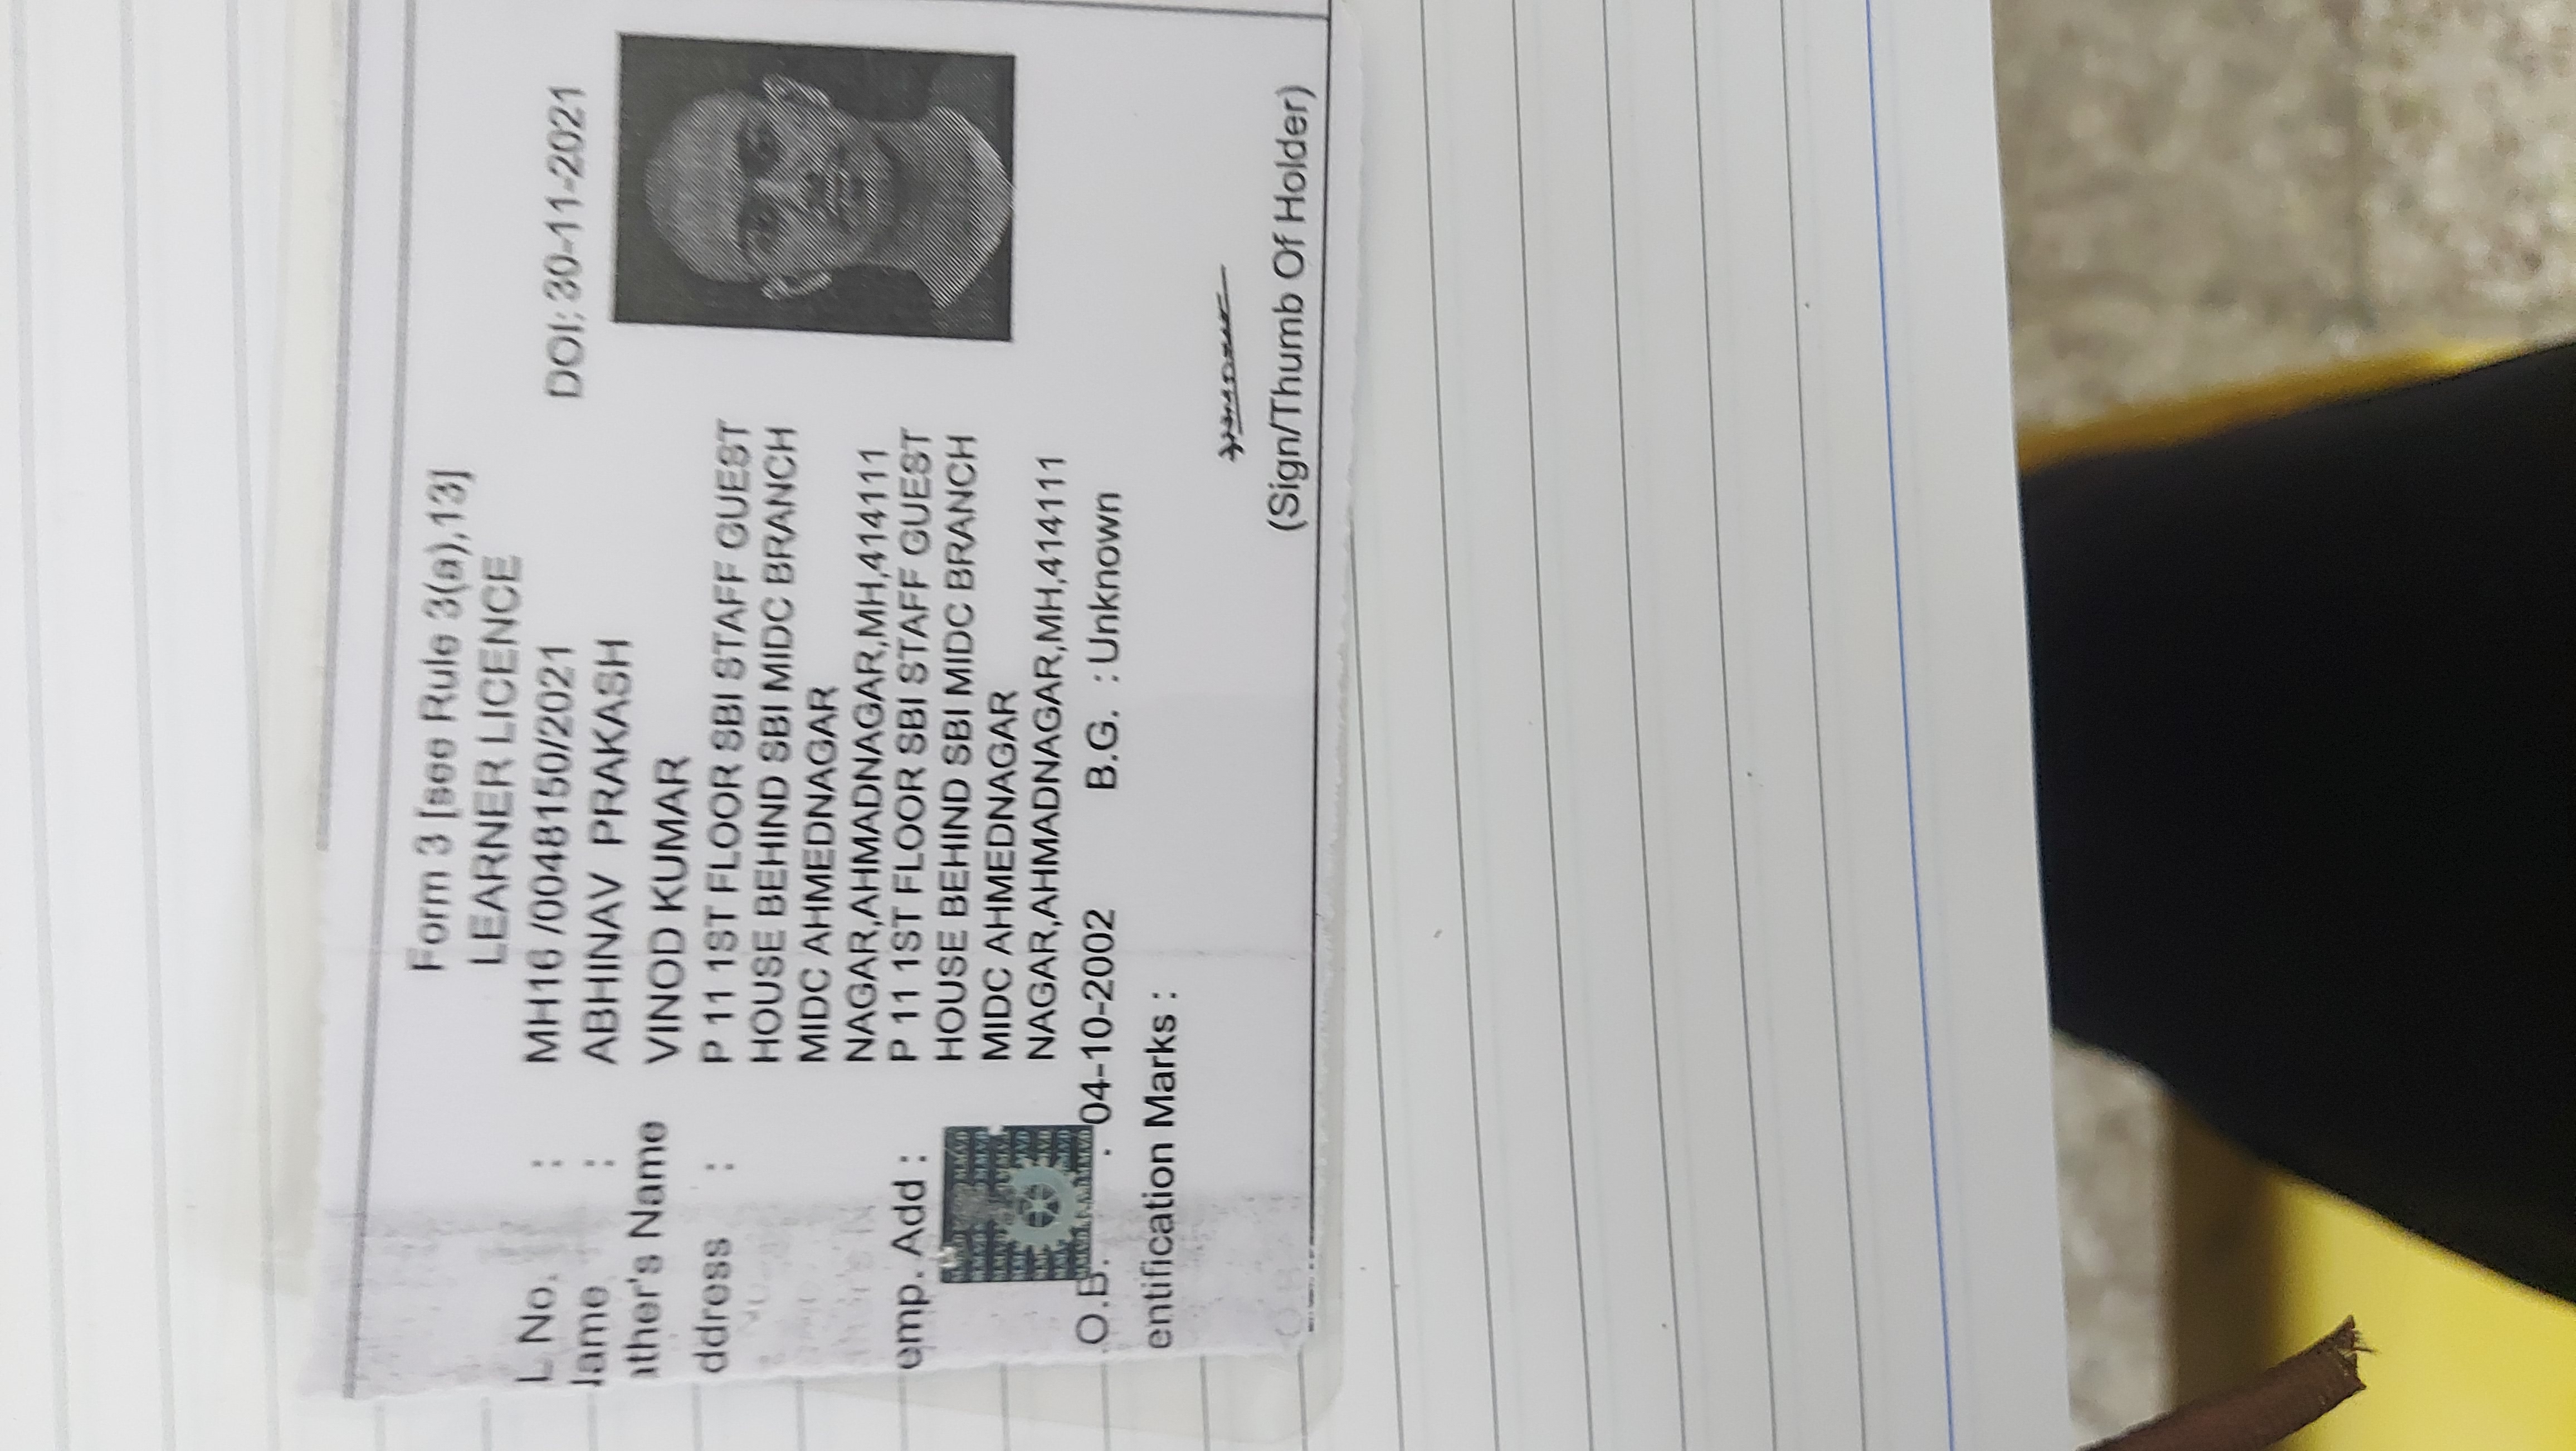 Form 3 [see Rule 3(a),13]
LEARNER LICENCE
L No. : MH16 /0048150/2021 DOI: 30-11-2021
ame : ABHINAV PRAKASH
ather's Name VINOD KUMAR
ddress : P 11 1ST FLOOR SBI STAFF GUEST
HOUSE BEHIND SBI MIDC BRANCH
MIDC AHMEDNAGAR
NAGAR,AHMADNAGAR,MH,414111
emp. Add : P 11 1ST FLOOR SBI STAFF GUEST
HOUSE BEHIND SBI MIDC BRANCH
MIDC AHMEDNAGAR
NAGAR,AHMADNAGAR,MH,414111
.O.B. : 04-10-2002 B.G. : Unknown
entification Marks :
(Sign/Thumb Of Holder)